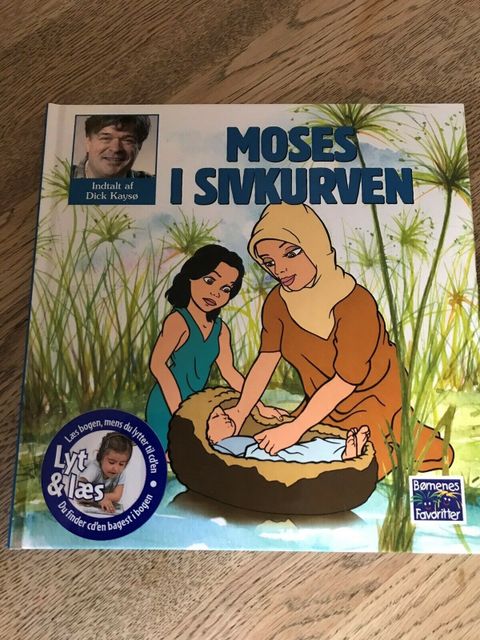 Indtalt af
Dick Kaysø
MOSES
I SIVKURVEN
Læs bogen, mens du lytter til cd'en
Lyt
& læs
Du finder cd'en bagest i bogen
Børnenes
Favoritter